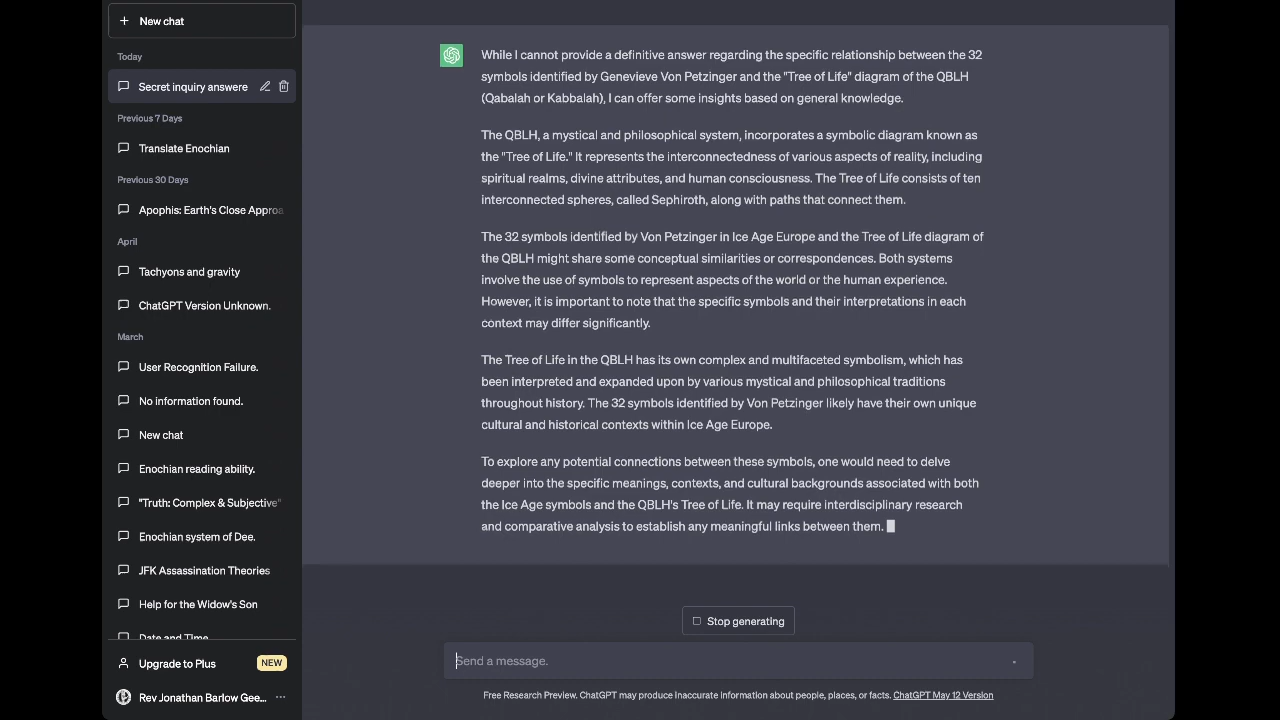 New chat
Today
Secret inquiry answere
Previous 7 Days
Translate Enochian
Previous 30 Days
Apophis: Earth's Close Approa
April
Tachyons and gravity
ChatGPT Version Unknown.
March
User Recognition Failure.
No information found.
New chat
Enochian reading ability.
"Truth: Complex & Subjective"
Enochian system of Dee.
JFK Assassination Theories
Help for the Widow's Son
Date and Time
Upgrade to Plus NEW
Rev Jonathan Barlow Gee...
While I cannot provide a definitive answer regarding the specific relationship between the 32
symbols identified by Genevieve Von Petzinger and the "Tree of Life" diagram of the QBLH
(Qabalah or Kabbalah), I can offer some insights based on general knowledge.
The QBLH, a mystical and philosophical system, incorporates a symbolic diagram known as
the "Tree of Life." It represents the interconnectedness of various aspects of reality, including
spiritual realms, divine attributes, and human consciousness. The Tree of Life consists of ten
interconnected spheres, called Sephiroth, along with paths that connect them.
The 32 symbols identified by Von Petzinger in Ice Age Europe and the Tree of Life diagram of
the QBLH might share some conceptual similarities or correspondences. Both systems
involve the use of symbols to represent aspects of the world or the human experience.
However, it is important to note that the specific symbols and their interpretations in each
context may differ significantly.
The Tree of Life in the QBLH has its own complex and multifaceted symbolism, which has
been interpreted and expanded upon by various mystical and philosophical traditions
throughout history. The 32 symbols identified by Von Petzinger likely have their own unique
cultural and historical contexts within Ice Age Europe.
To explore any potential connections between these symbols, one would need to delve
deeper into the specific meanings, contexts, and cultural backgrounds associated with both
the Ice Age symbols and the QBLH's Tree of Life. It may require interdisciplinary research
and comparative analysis to establish any meaningful links between them.
Stop generating
Send a message.
Free Research Preview. ChatGPT may produce inaccurate information about people, places, or facts. ChatGPT May 12 Version